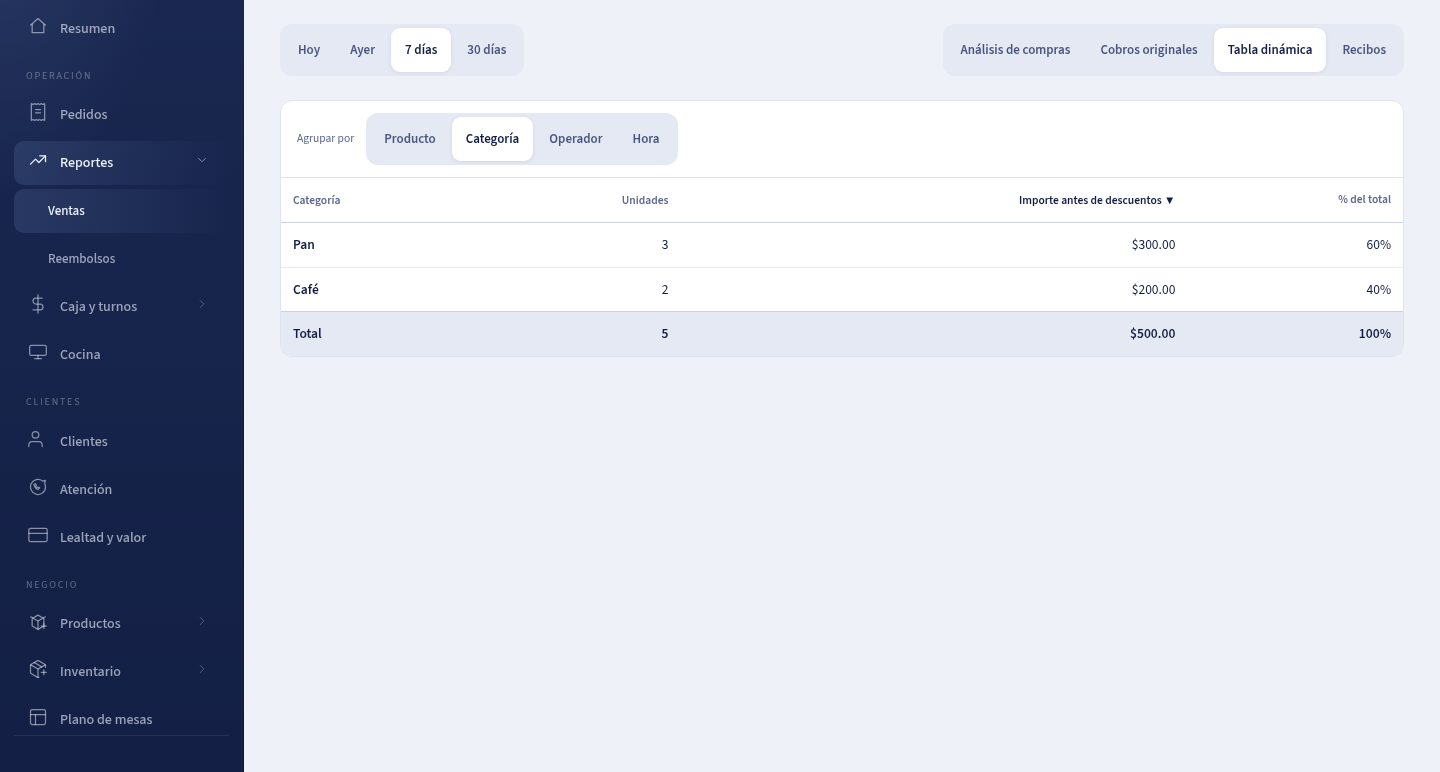 Resumen
OPERACIÓN
Pedidos
Reportes
Ventas
Reembolsos
Caja y turnos
Cocina
CLIENTES
Clientes
Atención
Lealtad y valor
NEGOCIO
Productos
Inventario
Plano de mesas
Hoy Ayer 7 días 30 días
Análisis de compras Cobros originales Tabla dinámica Recibos
Agrupar por Producto Categoría Operador Hora
Categoría Unidades Importe antes de descuentos ▼ % del total
Pan 3 $300.00 60%
Café 2 $200.00 40%
Total 5 $500.00 100%